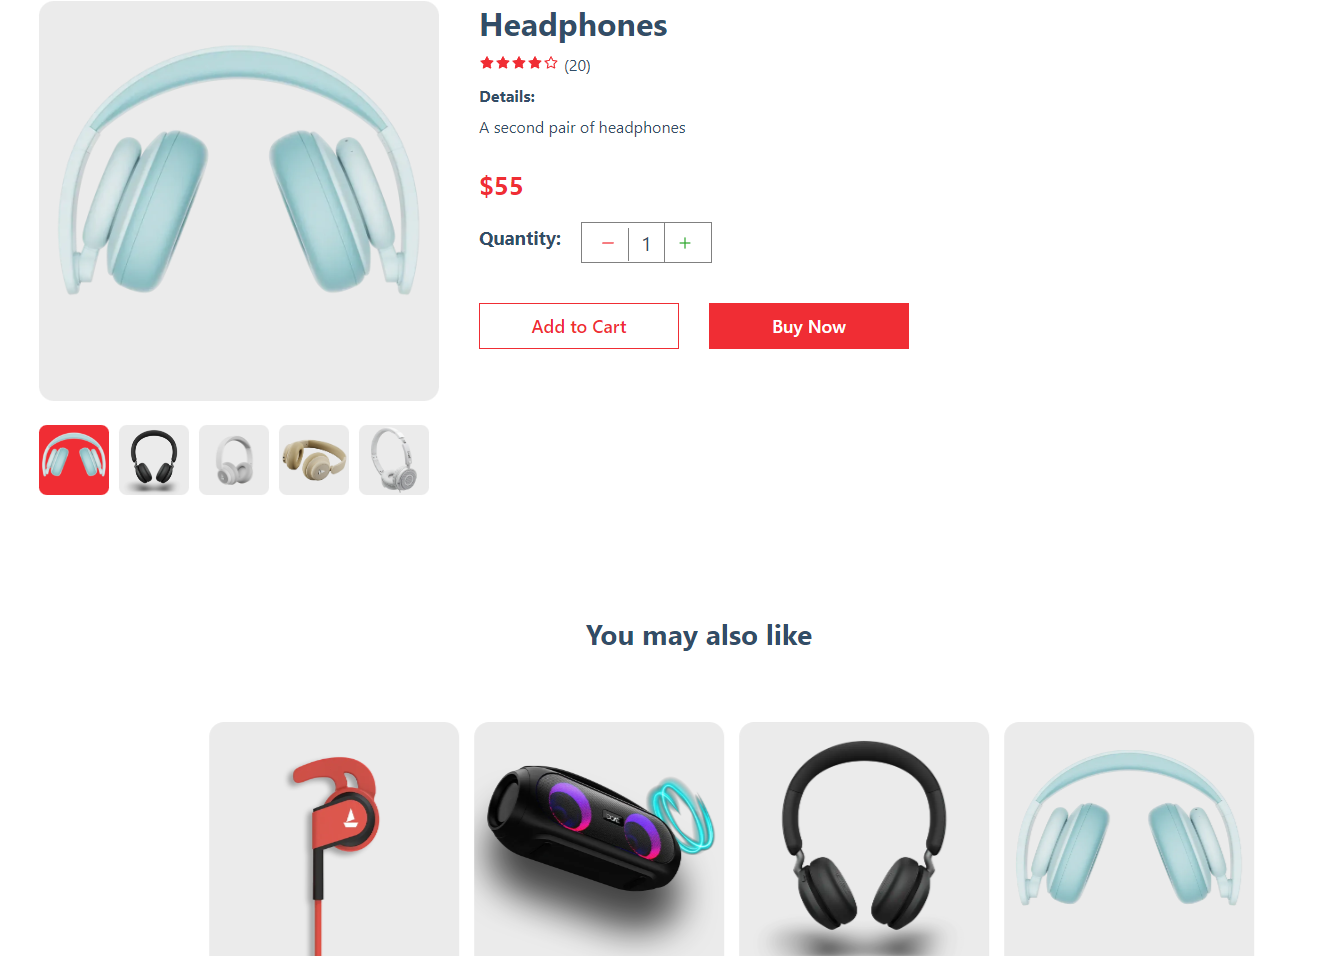 Headphones
(20)
Details:
A second pair of headphones
$55
Quantity:
− 1 +
Add to Cart
Buy Now
You may also like